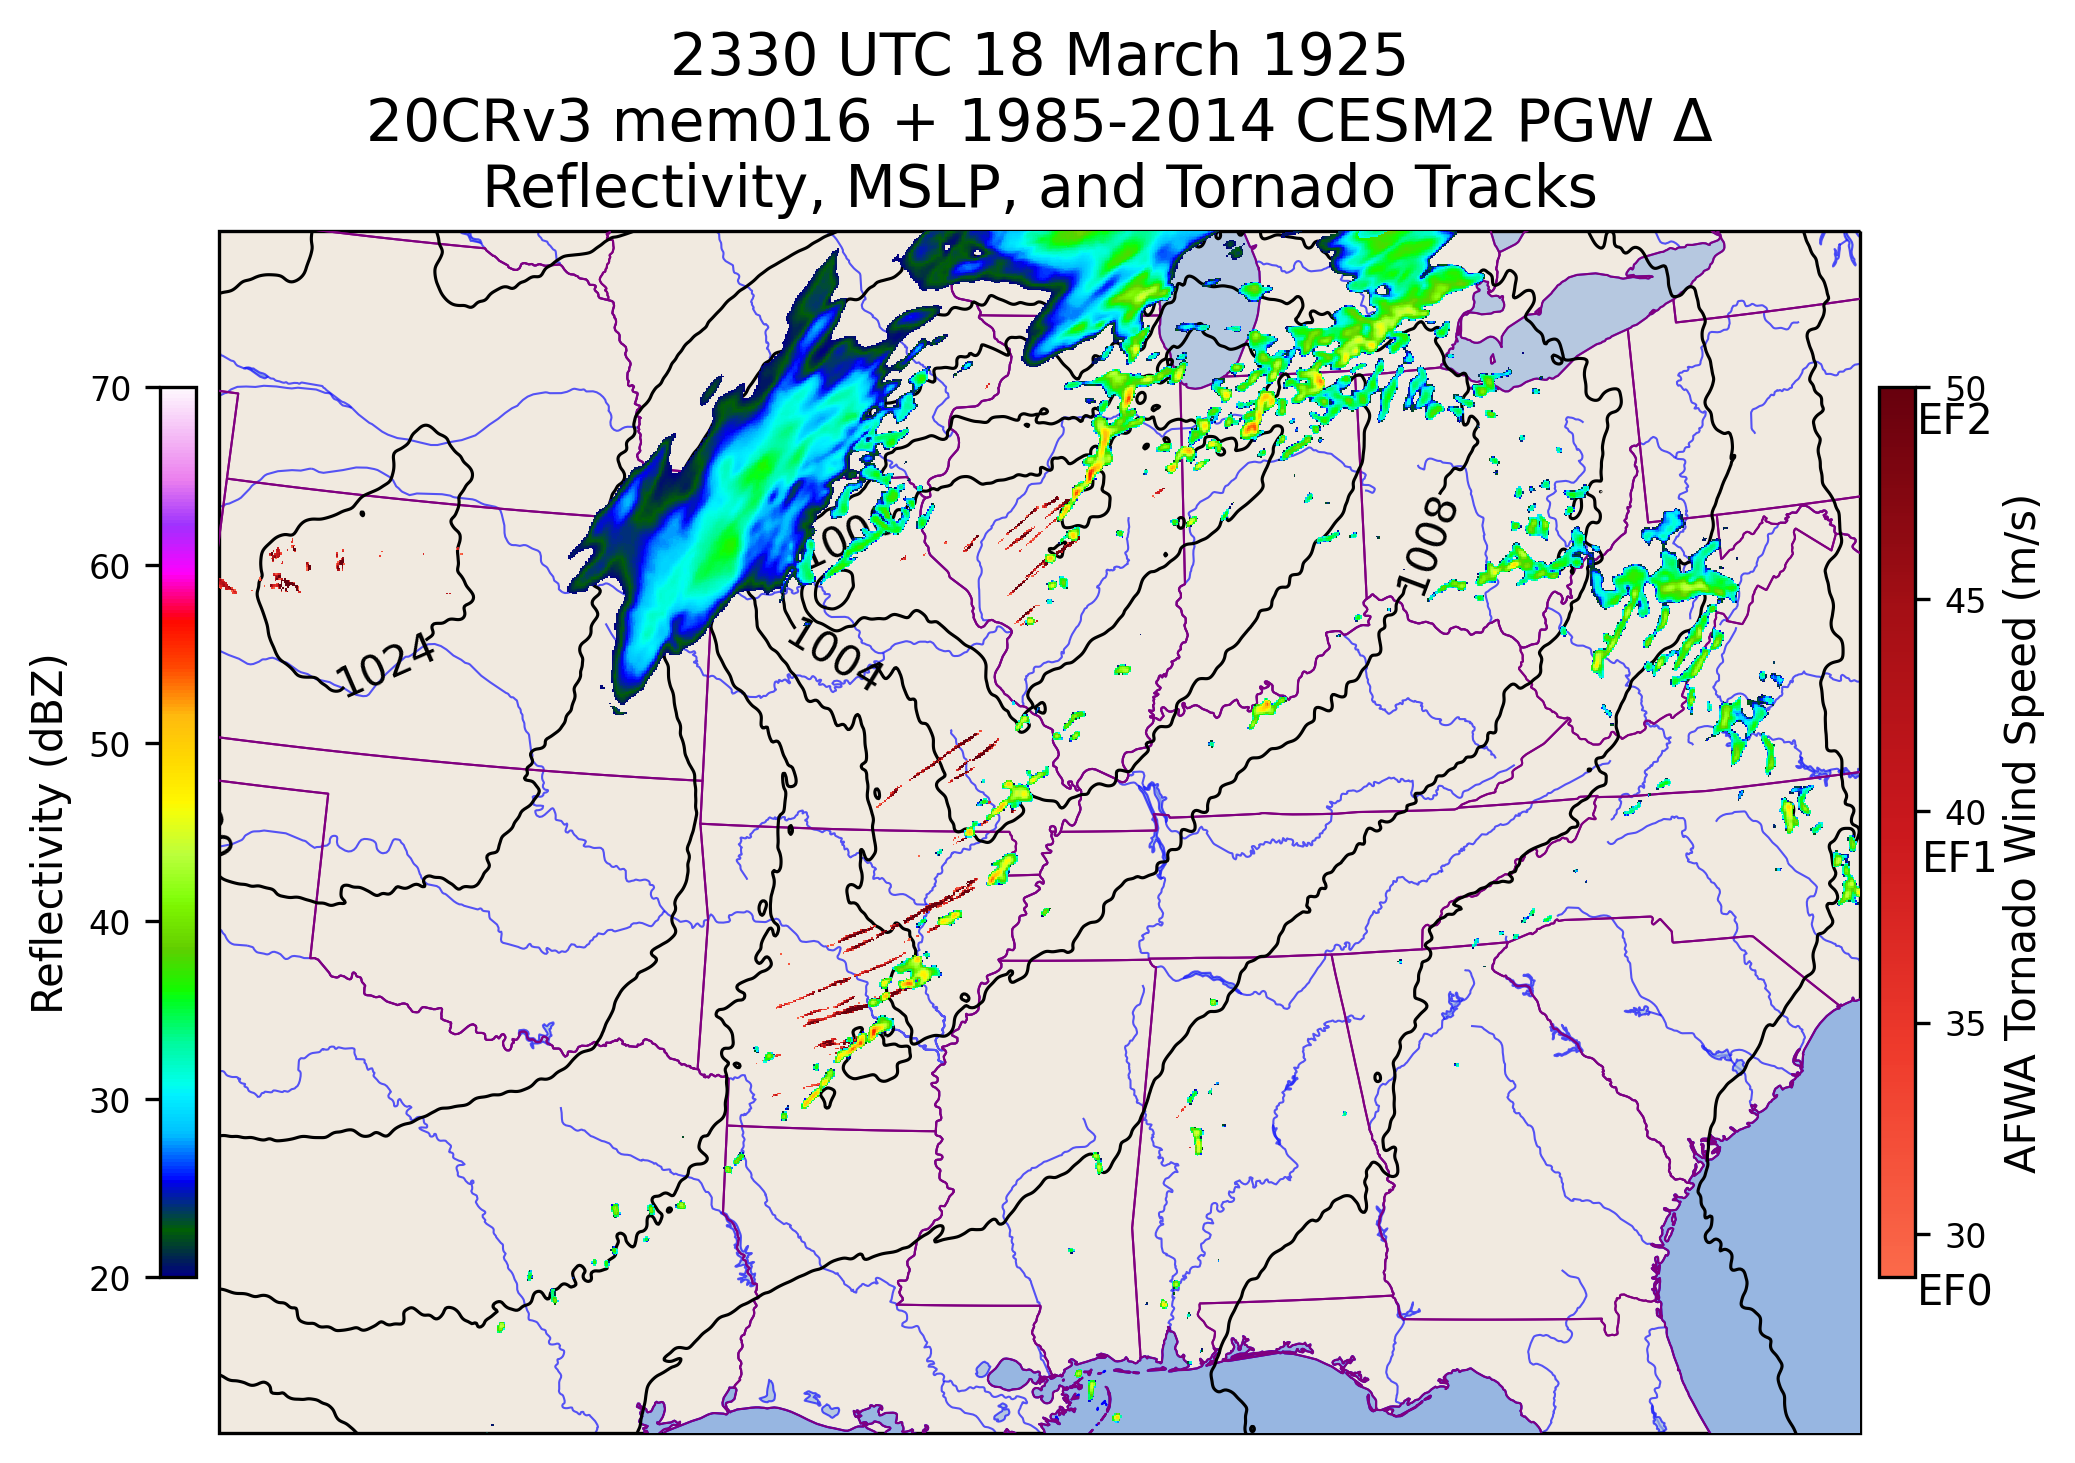 2330 UTC 18 March 1925
20CRv3 mem016 + 1985-2014 CESM2 PGW Δ
Reflectivity, MSLP, and Tornado Tracks
70
60
50
40
30
20
Reflectivity (dBZ)
1008
1004
1024
50
EF2
45
40
EF1
35
30
EF0
AFWA Tornado Wind Speed (m/s)